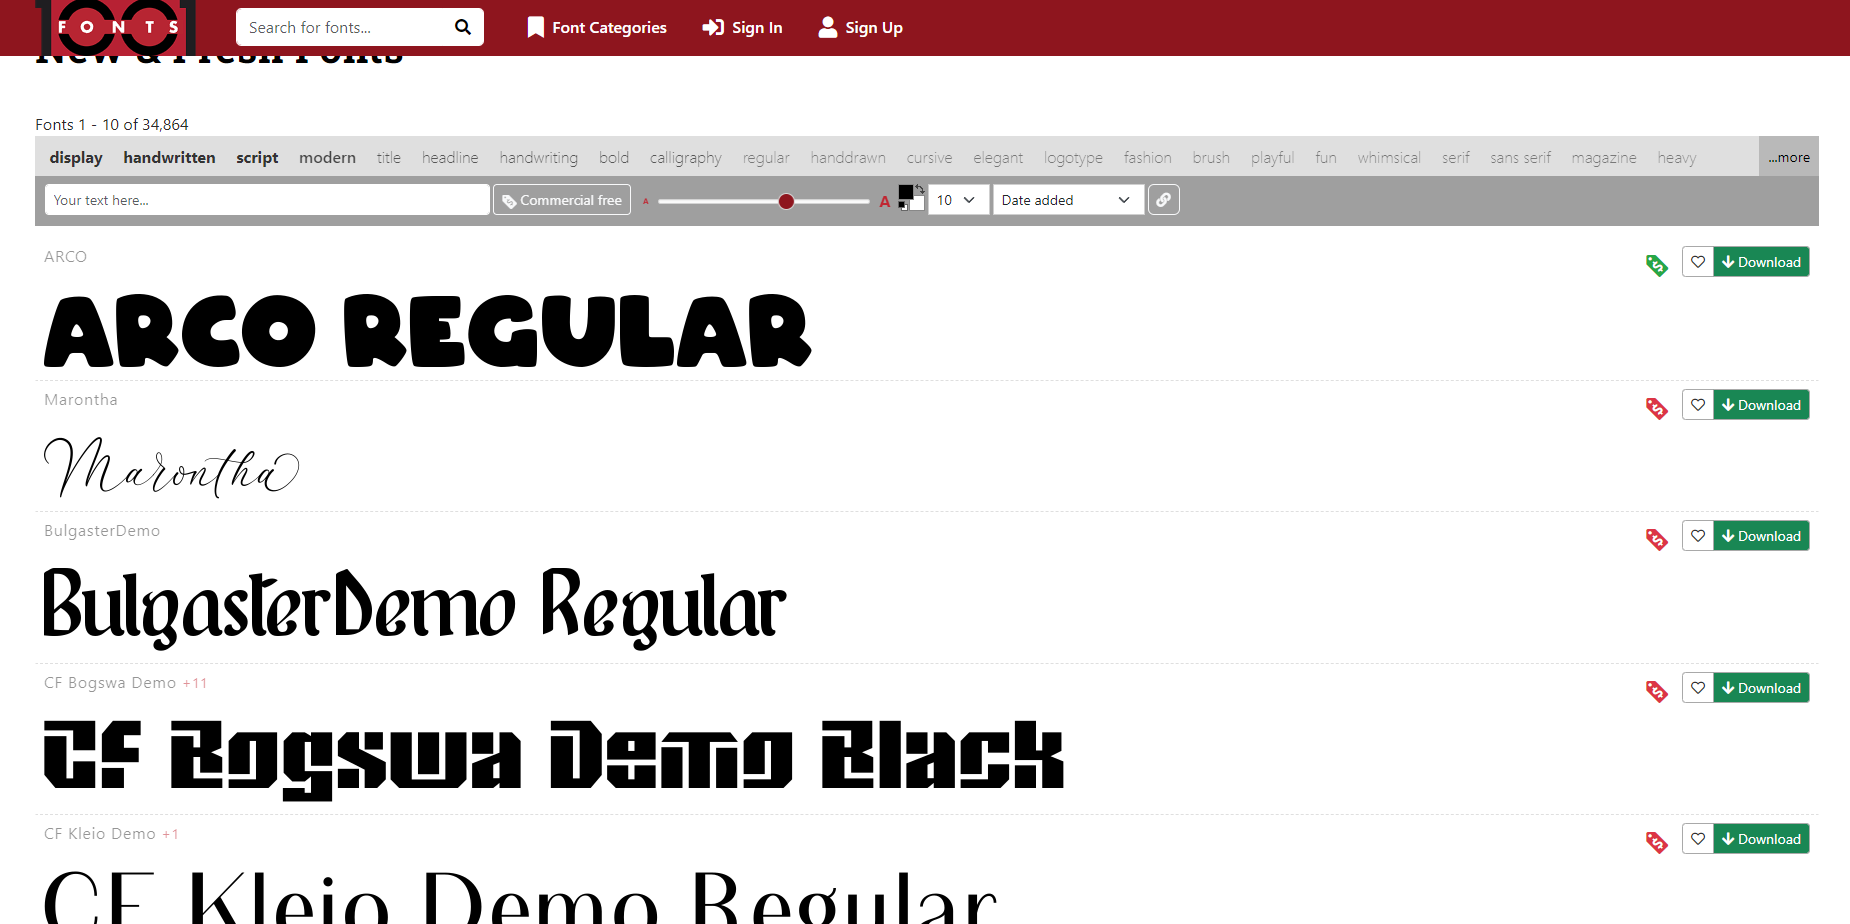 1001 FONTS
Search for fonts...
Font Categories
Sign In
Sign Up
New & Fresh Fonts
Fonts 1 - 10 of 34,864
display handwritten script modern title headline handwriting bold calligraphy regular handdrawn cursive elegant logotype fashion brush playful fun whimsical serif sans serif magazine heavy ...more
Your text here... Commercial free A A 10 Date added
ARCO Download
ARCO REGULAR
Marontha Download
Marontha
BulgasterDemo Download
BulgasterDemo Regular
CF Bogswa Demo +11 Download
Cf Bogswa Demo Black
CF Kleio Demo +1 Download
CF Kleio Demo Regular